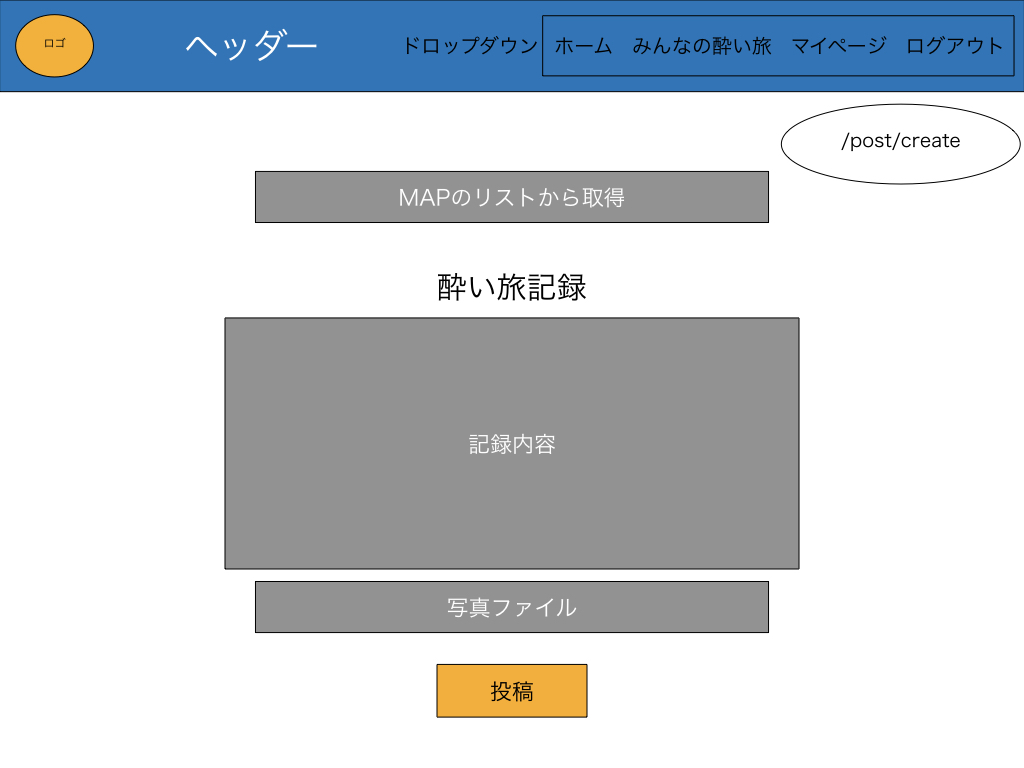 ロゴ
ヘッダー
ドロップダウン
ホーム みんなの酔い旅 マイページ ログアウト
/post/create
MAPのリストから取得
酔い旅記録
記録内容
写真ファイル
投稿